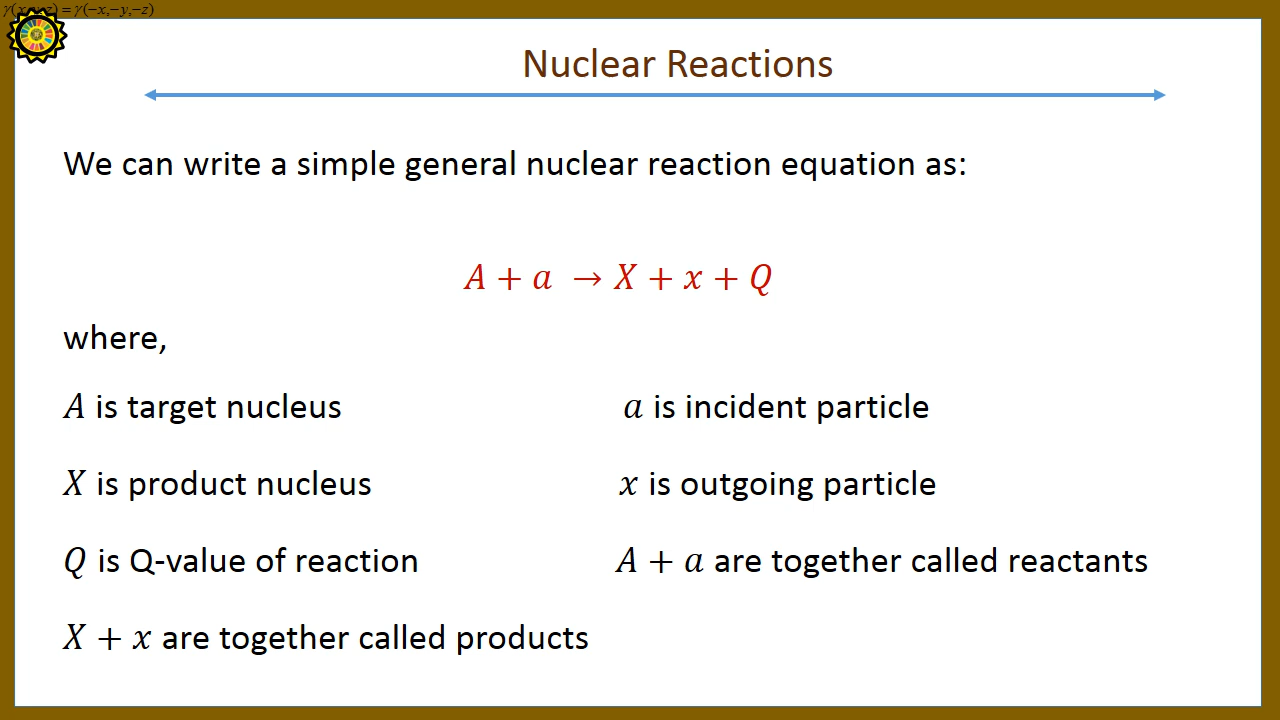 γ(x,y,z) = γ(−x,−y,−z)
Nuclear Reactions
We can write a simple general nuclear reaction equation as:
A + a → X + x + Q
where,
A is target nucleus
a is incident particle
X is product nucleus
x is outgoing particle
Q is Q-value of reaction
A + a are together called reactants
X + x are together called products